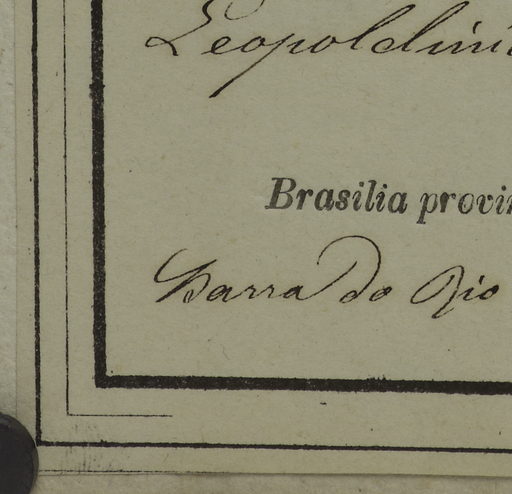 Leopoldini
Brasilia provin
Barra do Rio